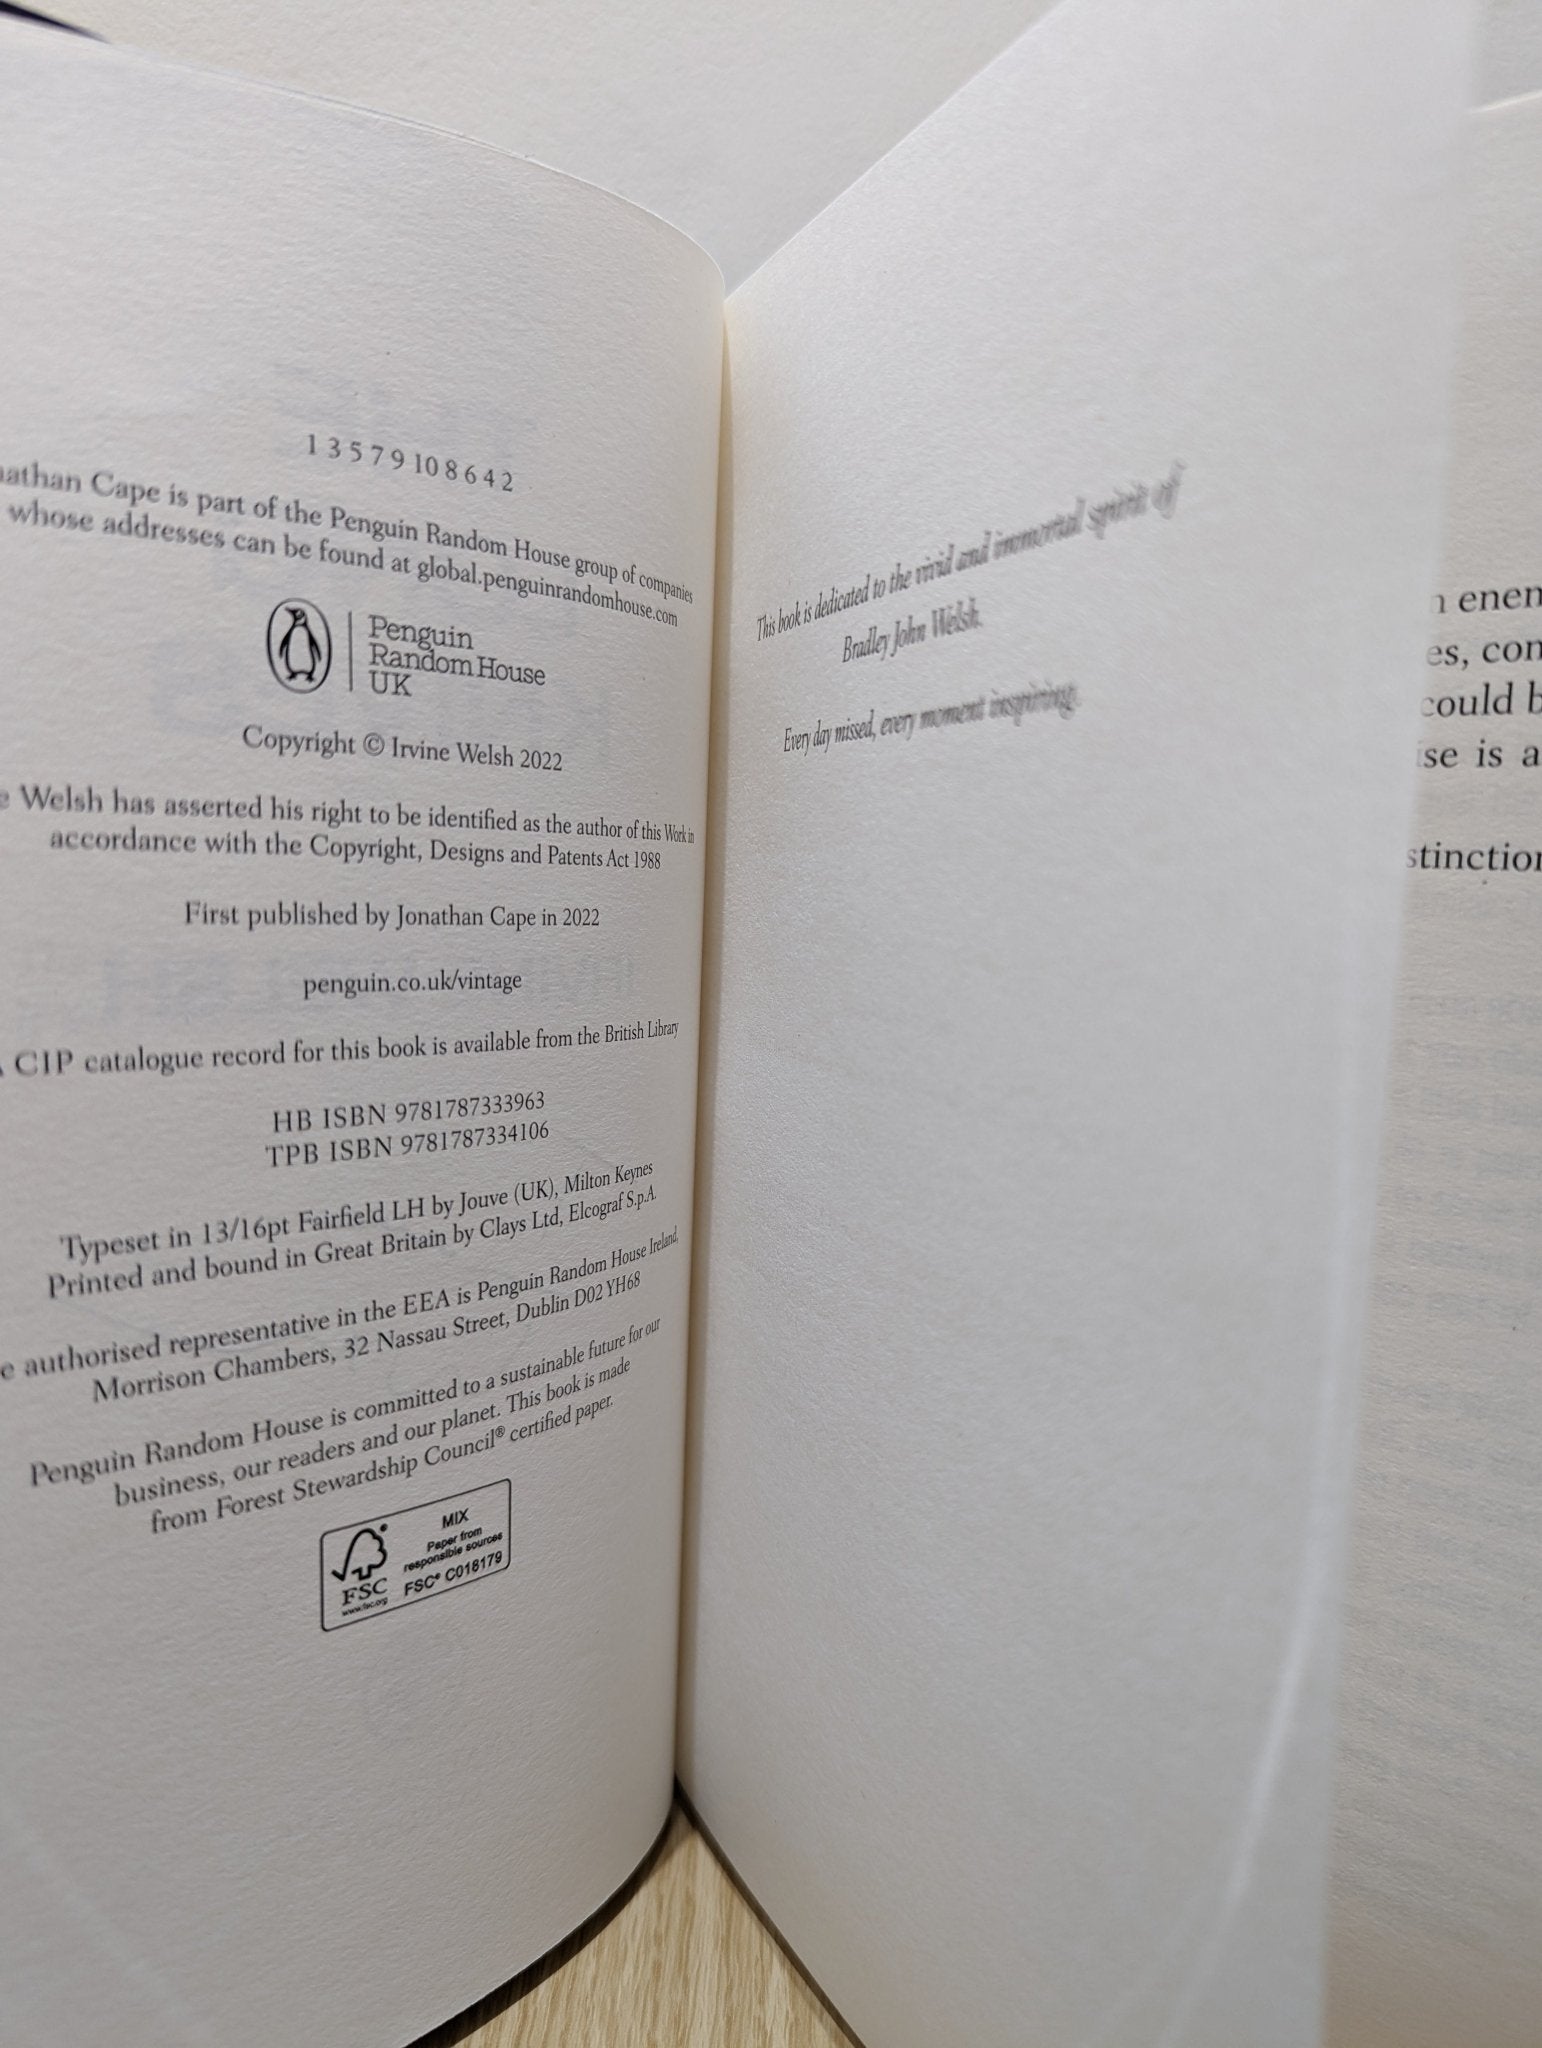 1 3 5 7 9 10 8 6 4 2
Cape is part of the Penguin Random House group of companies
whose addresses can be found at global.penguinrandomhouse.com
Penguin
Random House
UK
Copyright © Irvine Welsh 2022
Welsh has asserted his right to be identified as the author of this Work in
accordance with the Copyright, Designs and Patents Act 1988
First published by Jonathan Cape in 2022
penguin.co.uk/vintage
A CIP catalogue record for this book is available from the British Library
HB ISBN 9781787333963
TPB ISBN 9781787334106
Typeset in 13/16pt Fairfield LH by Jouve (UK), Milton Keynes
Printed and bound in Great Britain by Clays Ltd, Elcograf S.p.A.
authorised representative in the EEA is Penguin Random House Ireland,
Morrison Chambers, 32 Nassau Street, Dublin D02 YH68
Penguin Random House is committed to a sustainable future for our
business, our readers and our planet. This book is made
from Forest Stewardship Council® certified paper.
FSC
www.fsc.org
MIX
Paper from
responsible sources
FSC® C018179
This book is dedicated to the vivid and immortal spirit of
Bradley John Welsh.
Every day missed, every moment inspiring.
could
is a